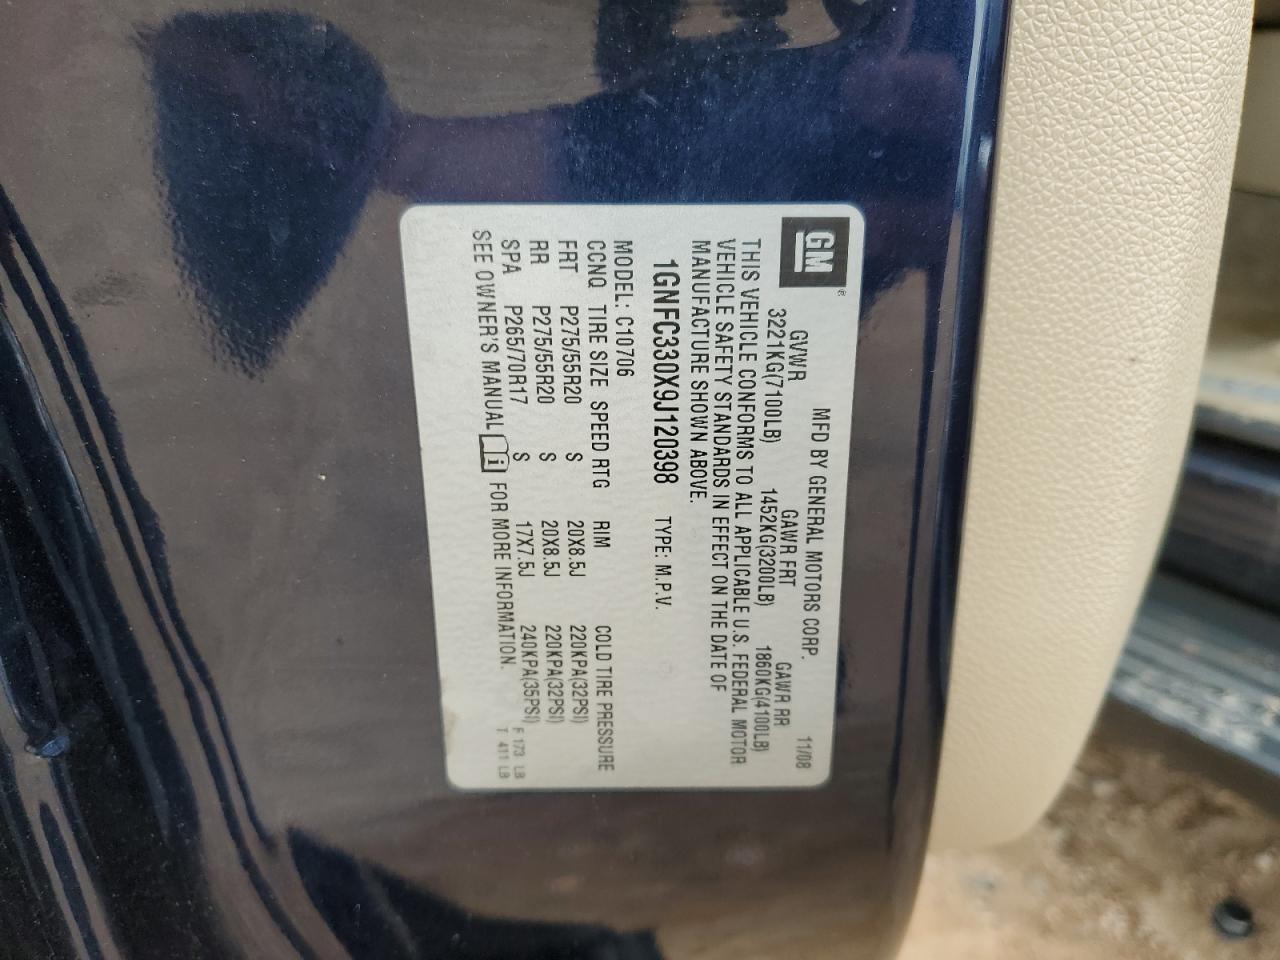 GM
MFD BY GENERAL MOTORS CORP. 11/08
GVWR GAWR FRT GAWR RR
3221KG(7100LB) 1452KG(3200LB) 1860KG(4100LB)
THIS VEHICLE CONFORMS TO ALL APPLICABLE U.S. FEDERAL MOTOR
VEHICLE SAFETY STANDARDS IN EFFECT ON THE DATE OF
MANUFACTURE SHOWN ABOVE.
1GNFC330X9J120398 TYPE: M.P.V.
MODEL: C10706
CCNQ TIRE SIZE SPEED RTG RIM COLD TIRE PRESSURE
FRT P275/55R20 S 20X8.5J 220KPA(32PSI)
RR P275/55R20 S 20X8.5J 220KPA(32PSI)
SPA P265/70R17 S 17X7.5J 240KPA(35PSI) F 173 LB
SEE OWNER'S MANUAL i FOR MORE INFORMATION. T 411 LB